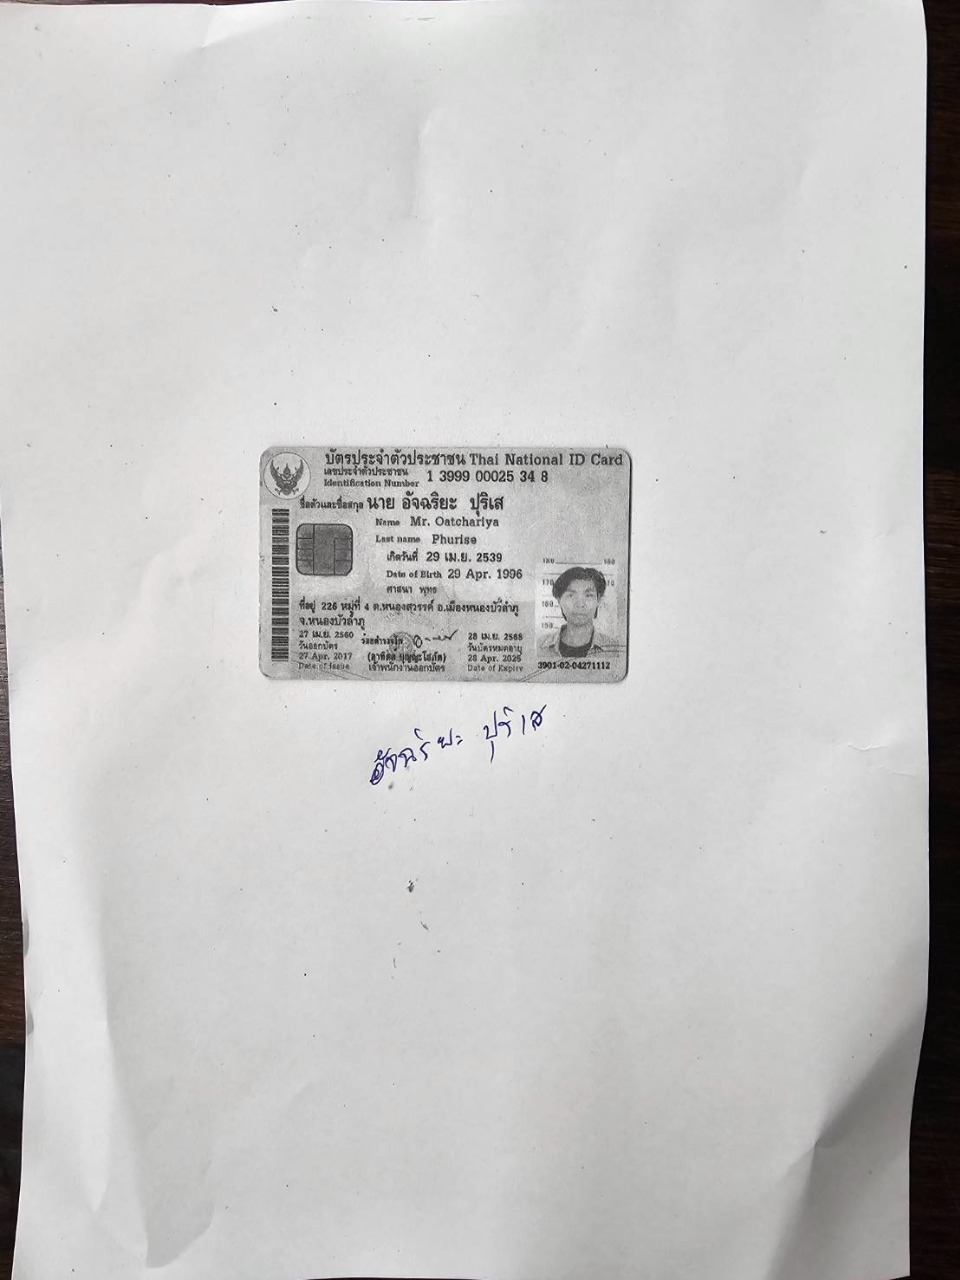 บัตรประจำตัวประชาชน Thai National ID Card
เลขประจำตัวประชาชน
Identification Number 1 3999 00025 34 8
ชื่อตัวและชื่อสกุล นาย อัจฉริยะ ปุริเส
Name Mr. Oatchariya
Last name Phurise
เกิดวันที่ 29 เม.ย. 2539
Date of Birth 29 Apr. 1996
ศาสนา พุทธ
ที่อยู่ 226 หมู่ที่ 4 ต.หนองสวรรค์ อ.เมืองหนองบัวลำภู
จ.หนองบัวลำภู
27 เม.ย. 2560
วันออกบัตร
27 Apr. 2017
Date of Issue
เจ้าพนักงานออกบัตร
28 เม.ย. 2568
วันบัตรหมดอายุ
28 Apr. 2025
Date of Expiry
180 180
170 170
160
150
3901-02-04271112
อัจฉริยะ ปุริเส